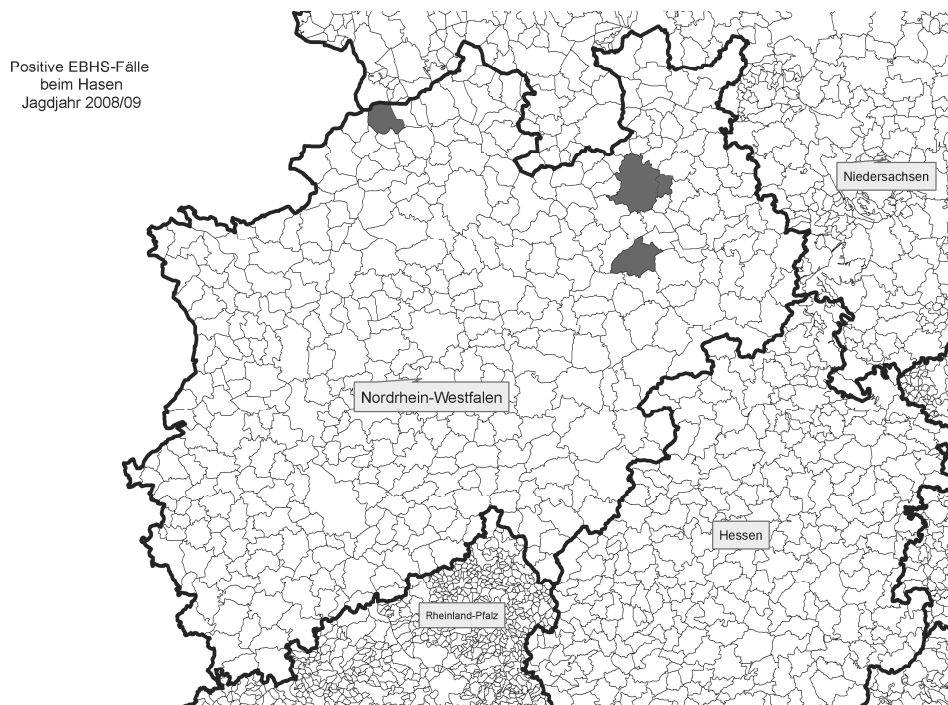 Positive EBHS-Fälle
beim Hasen
Jagdjahr 2008/09
Niedersachsen
Nordrhein-Westfalen
Hessen
Rheinland-Pfalz